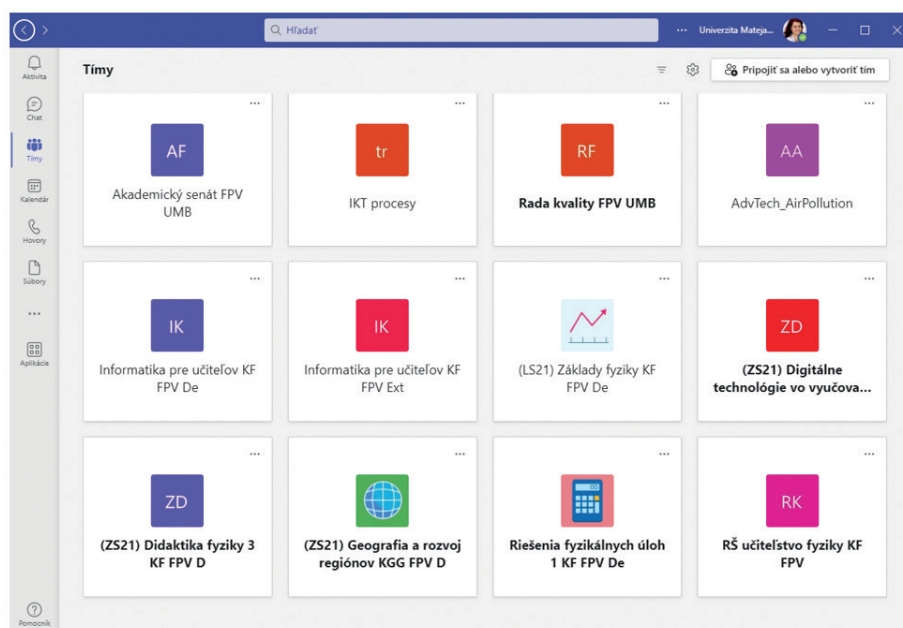 Hľadať
Univerzita Mateja...
Aktivita
Chat
Tímy
Kalendár
Hovory
Súbory
Aplikácie
Pomocník
Tímy
Pripojiť sa alebo vytvoriť tím
AF
Akademický senát FPV
UMB
tr
IKT procesy
RF
Rada kvality FPV UMB
AA
AdvTech_AirPollution
IK
Informatika pre učiteľov KF
FPV De
IK
Informatika pre učiteľov KF
FPV Ext
(LS21) Základy fyziky KF
FPV De
ZD
(ZS21) Digitálne
technológie vo vyučova...
ZD
(ZS21) Didaktika fyziky 3
KF FPV D
(ZS21) Geografia a rozvoj
regiónov KGG FPV D
Riešenia fyzikálnych úloh
1 KF FPV De
RK
RŠ učiteľstvo fyziky KF
FPV